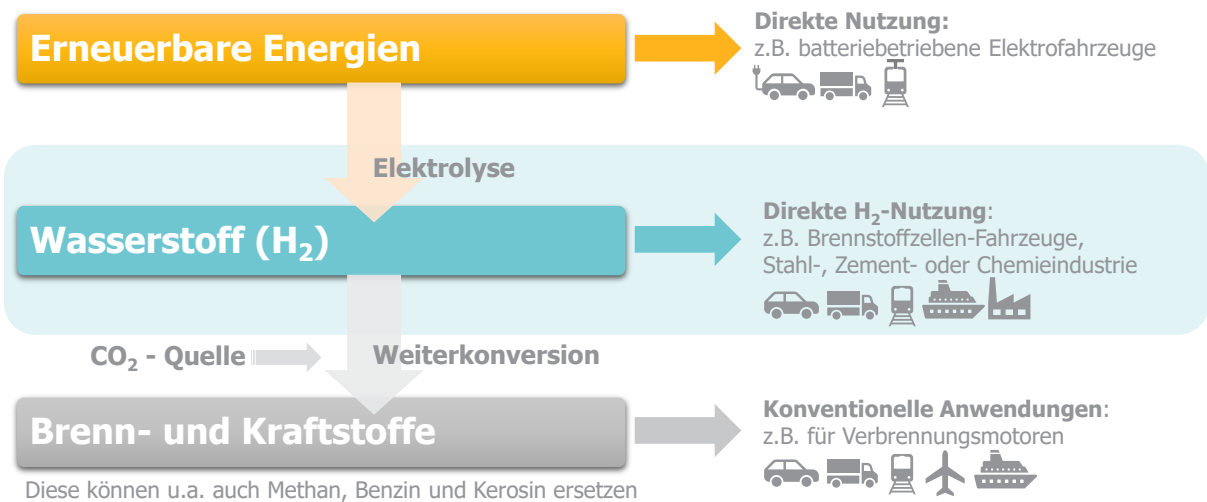 Erneuerbare Energien
Direkte Nutzung:
z.B. batteriebetriebene Elektrofahrzeuge
Elektrolyse
Wasserstoff (H₂)
Direkte H₂-Nutzung:
z.B. Brennstoffzellen-Fahrzeuge,
Stahl-, Zement- oder Chemieindustrie
CO₂ - Quelle
Weiterkonversion
Brenn- und Kraftstoffe
Konventionelle Anwendungen:
z.B. für Verbrennungsmotoren
Diese können u.a. auch Methan, Benzin und Kerosin ersetzen